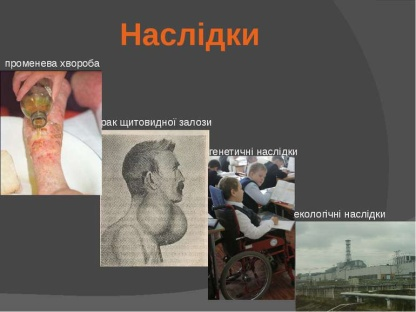 Наслідки
променева хвороба
рак щитовидної залози
генетичні наслідки
екологічні наслідки